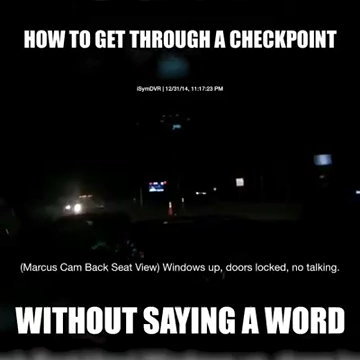 HOW TO GET THROUGH A CHECKPOINT
iSymDVR | 12/31/14, 11:17:23 PM
(Marcus Cam Back Seat View) Windows up, doors locked, no talking.
WITHOUT SAYING A WORD